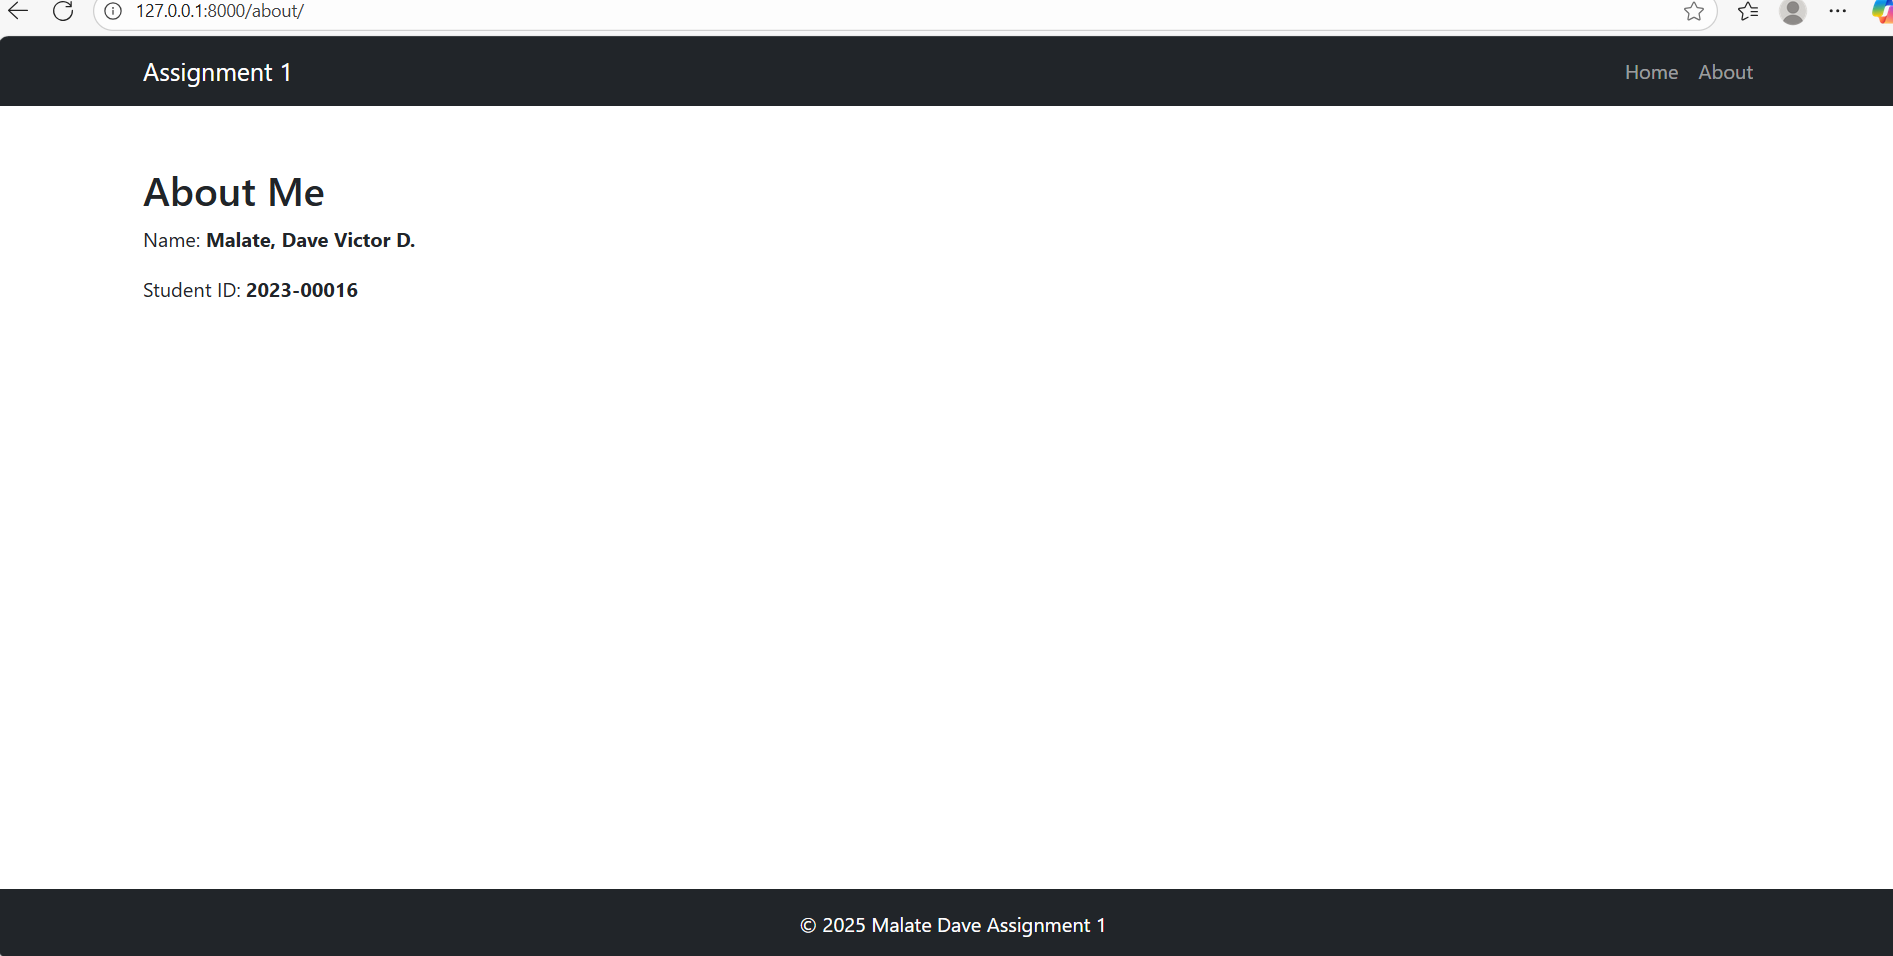 127.0.0.1:8000/about/
Assignment 1
Home About
About Me
Name: Malate, Dave Victor D.
Student ID: 2023-00016
© 2025 Malate Dave Assignment 1